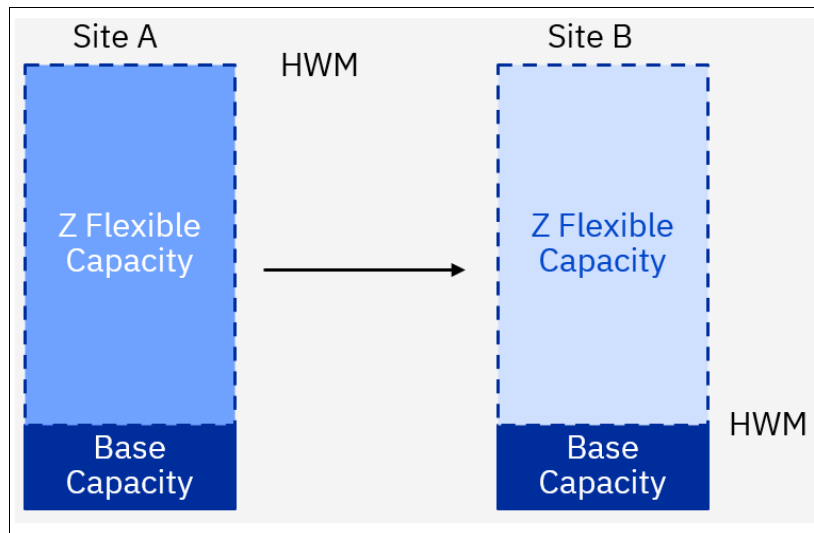 Site A
HWM
Z Flexible
Capacity
Base
Capacity
Site B
Z Flexible
Capacity
HWM
Base
Capacity